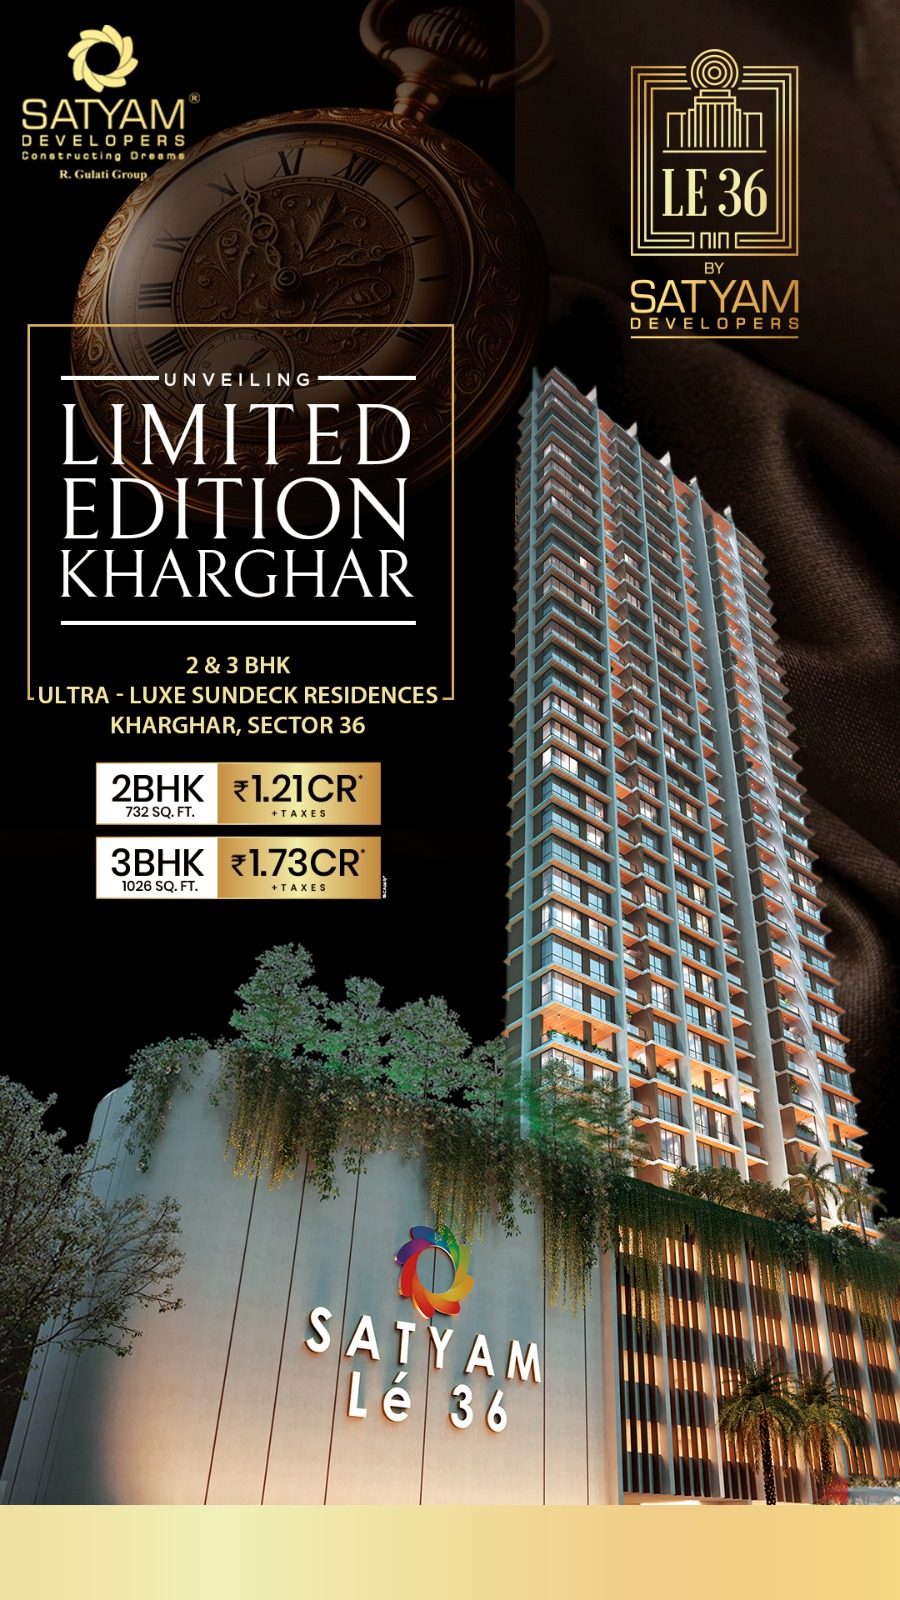 SATYAM®
DEVELOPERS
Constructing Dreams
R. Gulati Group
LE 36
BY
SATYAM
DEVELOPERS
UNVEILING
LIMITED
EDITION
KHARGHAR
2 & 3 BHK
ULTRA - LUXE SUNDECK RESIDENCES
KHARGHAR, SECTOR 36
2BHK ₹1.21CR*
732 SQ. FT. +TAXES
3BHK ₹1.73CR*
1026 SQ. FT. +TAXES
SATYAM
Lé 36